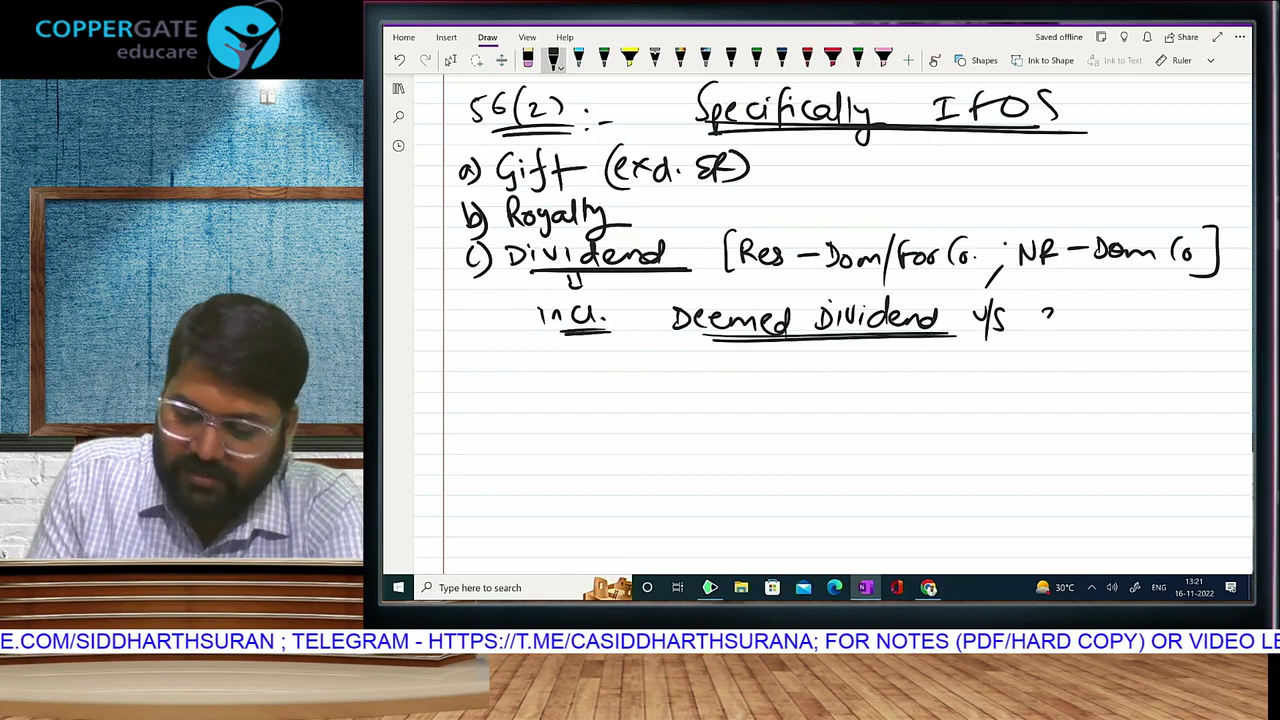 COPPERGATE
educare
Home Insert Draw View Help
Saved offline
Share
Shapes Ink to Shape Ink to Text Ruler
56(2) :- Specifically IFOS
a) Gift (excl. SR)
b) Royalty
c) Dividend [Res - Dom/For Co. ; NR - Dom Co]
incl. Deemed Dividend u/s 2
Type here to search
30°C
ENG
13:21
16-11-2022
E.COM/SIDDHARTHSURAN ; TELEGRAM - HTTPS://T.ME/CASIDDHARTHSURANA; FOR NOTES (PDF/HARD COPY) OR VIDEO LE